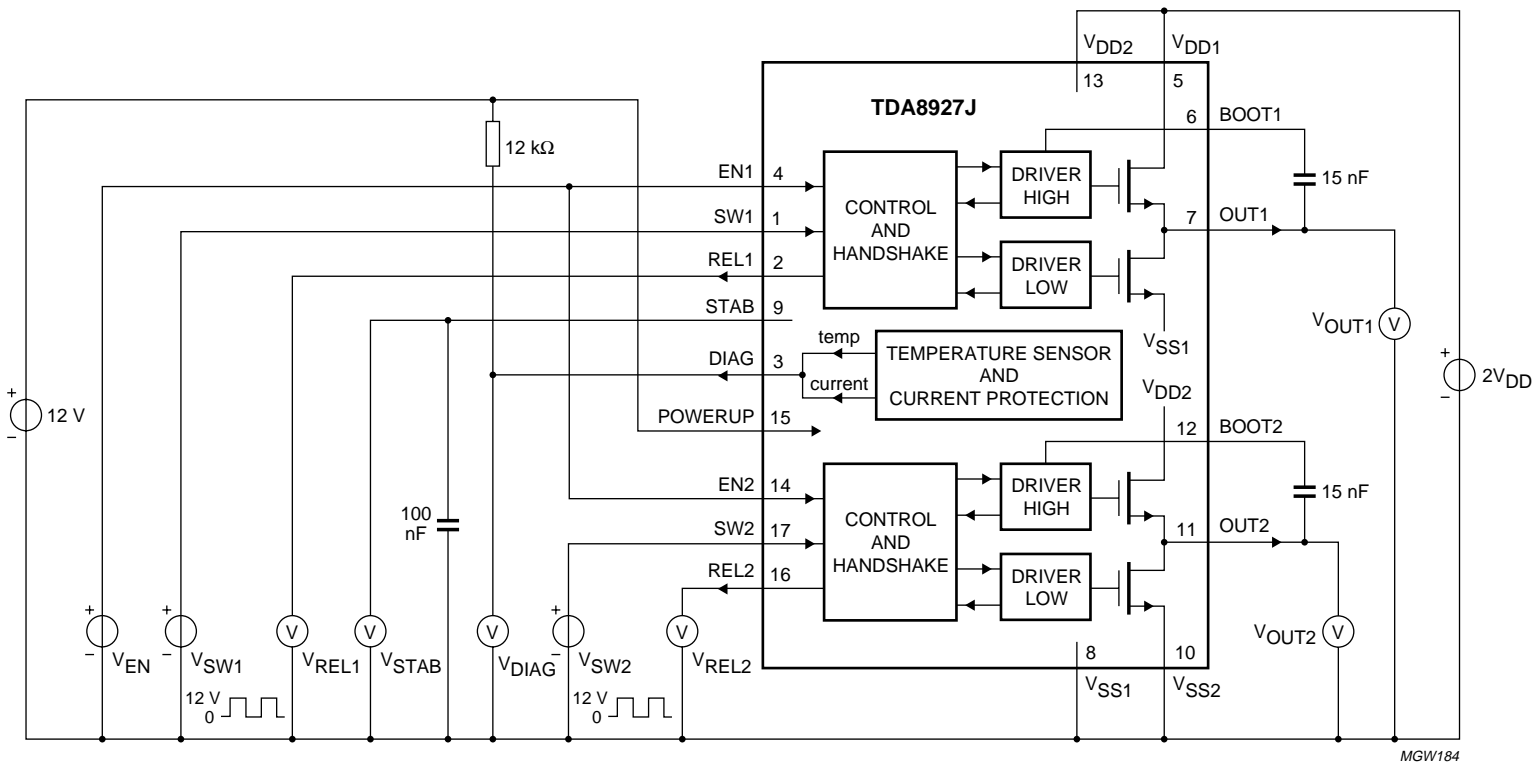 VDD2 VDD1
13 5
TDA8927J
6 BOOT1
12 kΩ
15 nF
EN1 4
SW1 1
REL1 2
STAB 9
DIAG 3
POWERUP 15
CONTROL
AND
HANDSHAKE
DRIVER
HIGH
DRIVER
LOW
7 OUT1
VSS1
VOUT1 V
temp
current
TEMPERATURE SENSOR
AND
CURRENT PROTECTION
VDD2
+
−
2VDD
+
−
12 V
12 BOOT2
15 nF
EN2 14
SW2 17
REL2 16
100
nF
CONTROL
AND
HANDSHAKE
DRIVER
HIGH
DRIVER
LOW
11 OUT2
VOUT2 V
+
−
VEN
+
−
VSW1
V
VREL1
V
VSTAB
V
VDIAG
+
−
VSW2
V
VREL2
12 V
0
12 V
0
8 10
VSS1 VSS2
MGW184